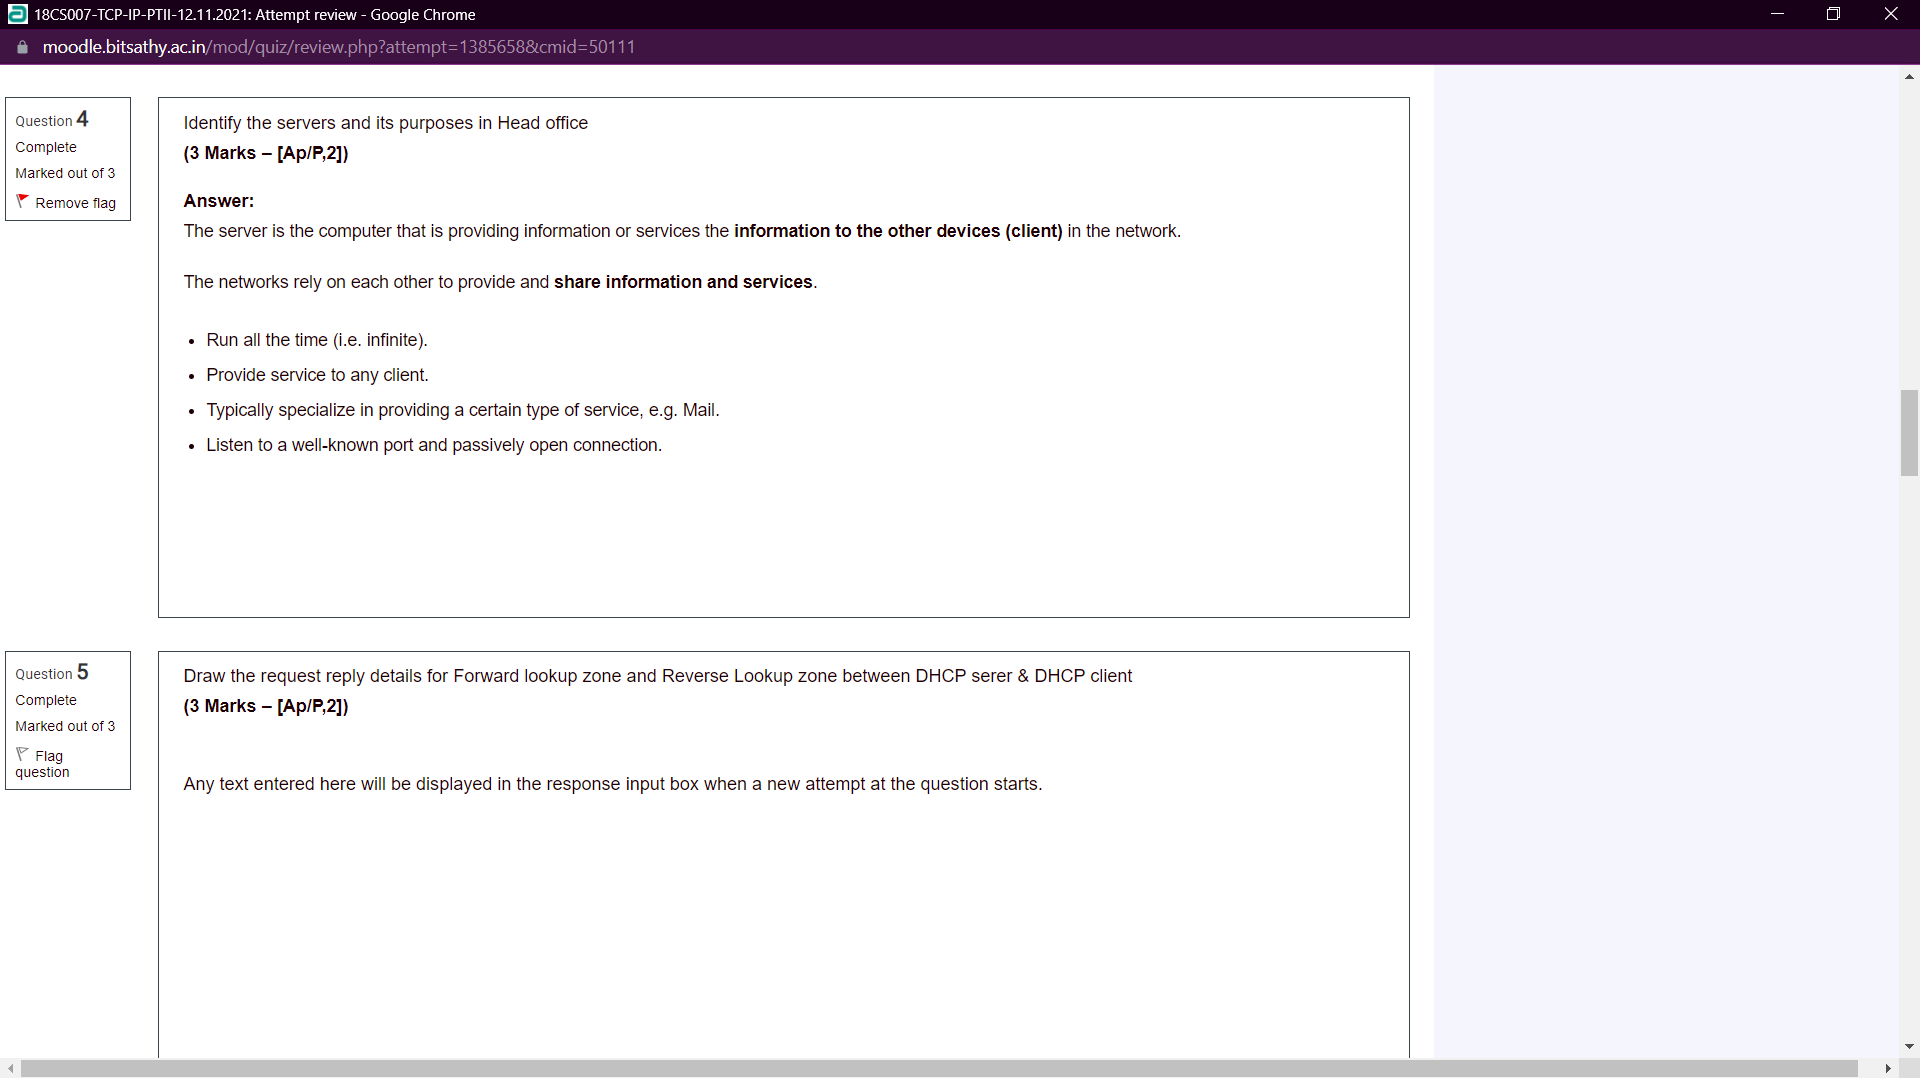 18CS007-TCP-IP-PTII-12.11.2021: Attempt review - Google Chrome
moodle.bitsathy.ac.in/mod/quiz/review.php?attempt=1385658&cmid=50111
Question 4
Complete
Marked out of 3
Remove flag
Identify the servers and its purposes in Head office
(3 Marks – [Ap/P,2])
Answer:
The server is the computer that is providing information or services the information to the other devices (client) in the network.
The networks rely on each other to provide and share information and services.
• Run all the time (i.e. infinite).
• Provide service to any client.
• Typically specialize in providing a certain type of service, e.g. Mail.
• Listen to a well-known port and passively open connection.
Question 5
Complete
Marked out of 3
Flag
question
Draw the request reply details for Forward lookup zone and Reverse Lookup zone between DHCP serer & DHCP client
(3 Marks – [Ap/P,2])
Any text entered here will be displayed in the response input box when a new attempt at the question starts.